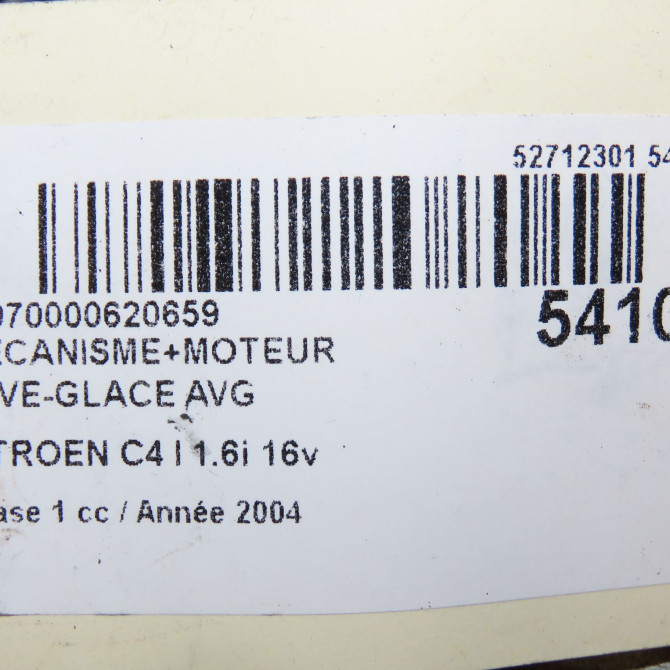 52712301 54
070000620659
5410
ECANISME+MOTEUR
VE-GLACE AVG
TROEN C4 I 1.6i 16v
ase 1 cc / Année 2004